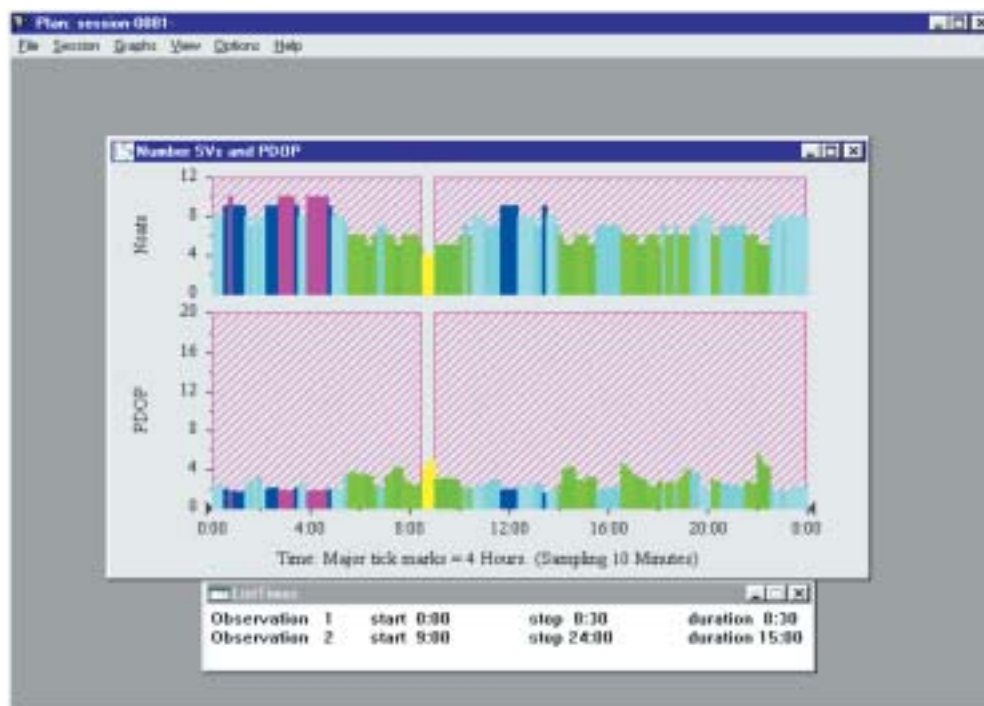 Plan: session-0081
File Session Graphs View Options Help
Number SVs and PDOP
12
8
4
0
Nsats
20
16
12
8
4
0
PDOP
0:00 4:00 8:00 12:00 16:00 20:00 0:00
Time: Major tick marks = 4 Hours. (Sampling 10 Minutes)
ListTimes
Observation 1 start 0:00 stop 8:30 duration 8:30
Observation 2 start 9:00 stop 24:00 duration 15:00